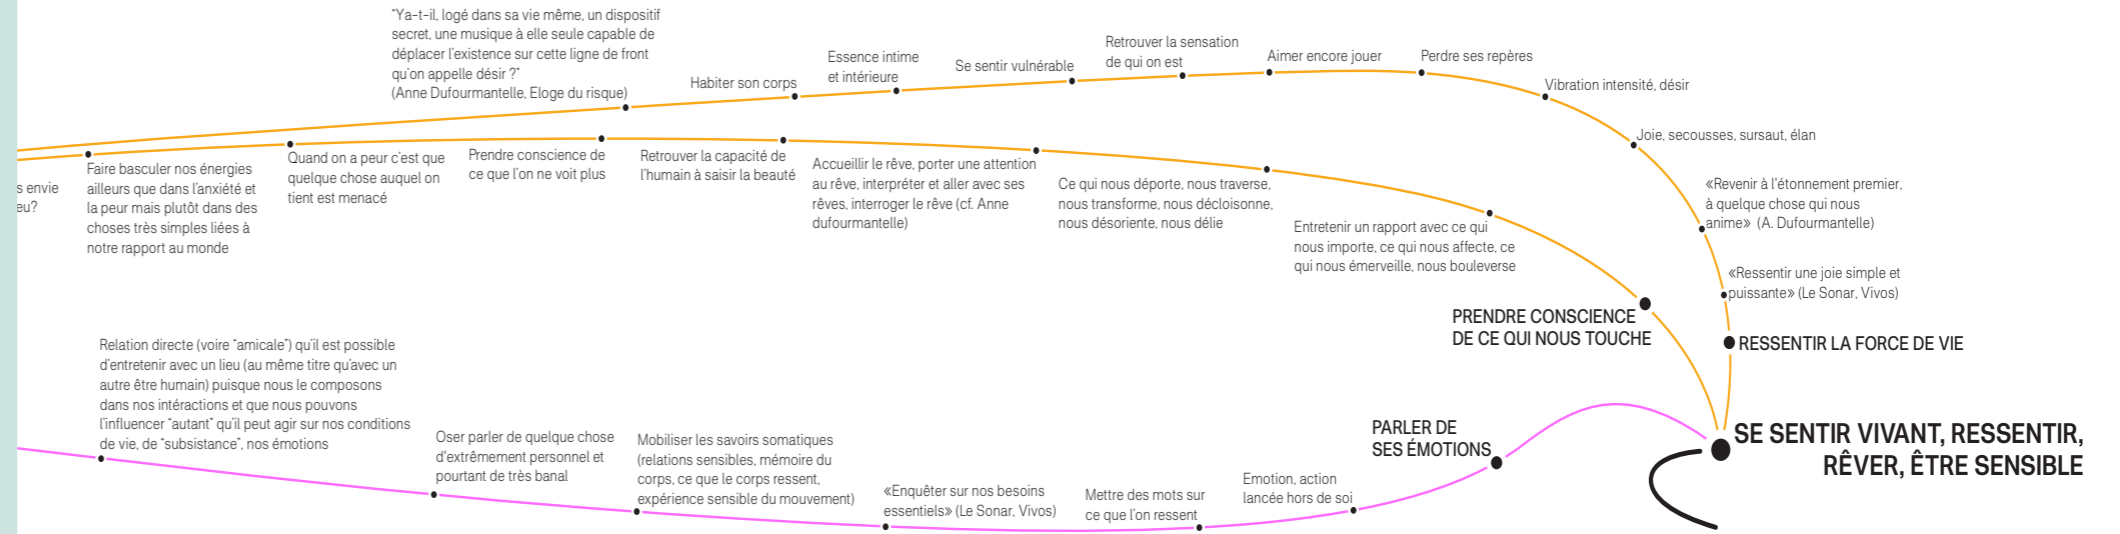 "Ya-t-il, logé dans sa vie même, un dispositif
secret, une musique à elle seule capable de
déplacer l'existence sur cette ligne de front
qu'on appelle désir ?"
(Anne Dufourmantelle, Eloge du risque)
Habiter son corps
Essence intime
et intérieure
Se sentir vulnérable
Retrouver la sensation
de qui on est
Aimer encore jouer
Perdre ses repères
Vibration intensité, désir
Joie, secousses, sursaut, élan
«Revenir à l'étonnement premier,
à quelque chose qui nous
anime» (A. Dufourmantelle)
«Ressentir une joie simple et
puissante» (Le Sonar, Vivos)
RESSENTIR LA FORCE DE VIE
s envie
eu?
Faire basculer nos énergies
ailleurs que dans l'anxiété et
la peur mais plutôt dans des
choses très simples liées à
notre rapport au monde
Quand on a peur c'est que
quelque chose auquel on
tient est menacé
Prendre conscience de
ce que l'on ne voit plus
Retrouver la capacité de
l'humain à saisir la beauté
Accueillir le rêve, porter une attention
au rêve, interpréter et aller avec ses
rêves, interroger le rêve (cf. Anne
dufourmantelle)
Ce qui nous déporte, nous traverse,
nous transforme, nous décloisonne,
nous désoriente, nous délie
Entretenir un rapport avec ce qui
nous importe, ce qui nous affecte, ce
qui nous émerveille, nous bouleverse
PRENDRE CONSCIENCE
DE CE QUI NOUS TOUCHE
Relation directe (voire "amicale") qu'il est possible
d'entretenir avec un lieu (au même titre qu'avec un
autre être humain) puisque nous le composons
dans nos intéractions et que nous pouvons
l'influencer "autant" qu'il peut agir sur nos conditions
de vie, de "subsistance", nos émotions
Oser parler de quelque chose
d'extrêmement personnel et
pourtant de très banal
Mobiliser les savoirs somatiques
(relations sensibles, mémoire du
corps, ce que le corps ressent,
expérience sensible du mouvement)
«Enquêter sur nos besoins
essentiels» (Le Sonar, Vivos)
Mettre des mots sur
ce que l'on ressent
Emotion, action
lancée hors de soi
PARLER DE
SES ÉMOTIONS
SE SENTIR VIVANT, RESSENTIR,
RÊVER, ÊTRE SENSIBLE